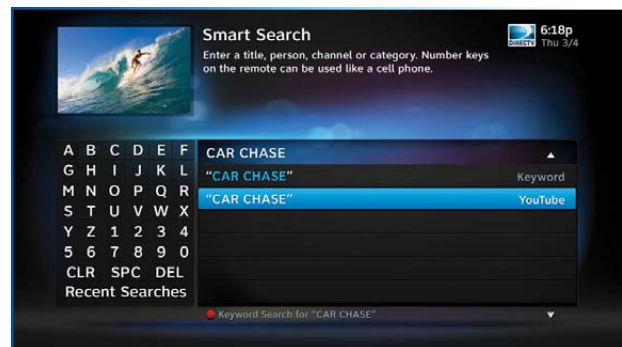 Smart Search
Enter a title, person, channel or category. Number keys
on the remote can be used like a cell phone.
DIRECTV
6:18p
Thu 3/4
A B C D E F
G H I J K L
M N O P Q R
S T U V W X
Y Z 1 2 3 4
5 6 7 8 9 0
CLR SPC DEL
Recent Searches
CAR CHASE
"CAR CHASE" Keyword
"CAR CHASE" YouTube
Keyword Search for "CAR CHASE"